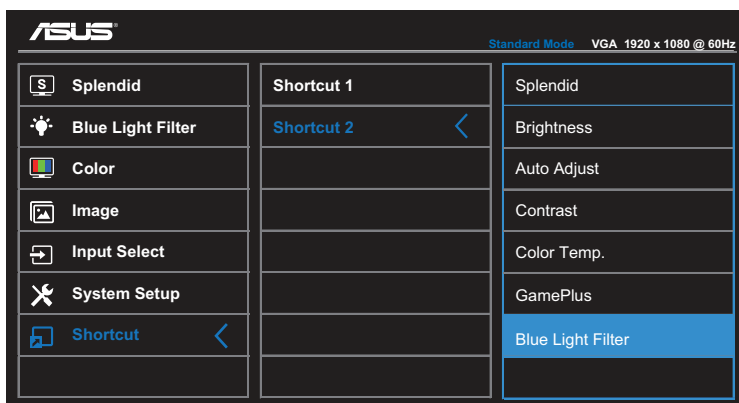 ASUS
Standard Mode VGA 1920 x 1080 @ 60Hz
S Splendid
Blue Light Filter
Color
Image
Input Select
System Setup
Shortcut
Shortcut 1
Shortcut 2
Splendid
Brightness
Auto Adjust
Contrast
Color Temp.
GamePlus
Blue Light Filter